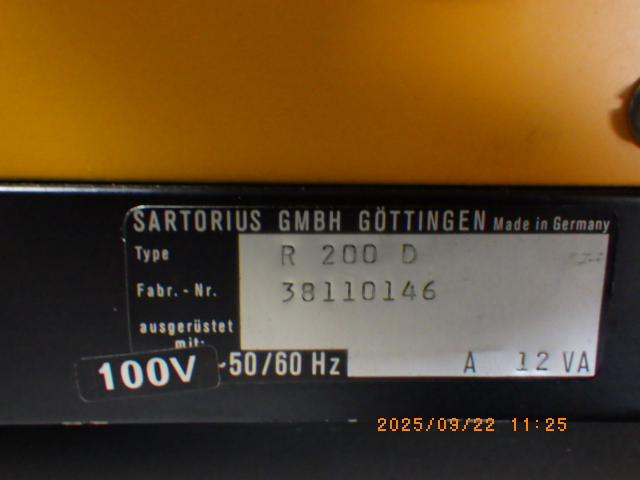 SARTORIUS GMBH GÖTTINGEN Made in Germany
Type R 200 D
Fabr.-Nr. 38110146
ausgerüstet
mit:
100V ~50/60 Hz A 12 VA
2025/09/22 11:25